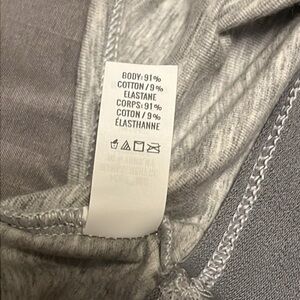 BODY: 91%
COTTON / 9%
ELASTANE
CORPS: 91%
COTON / 9%
ÉLASTHANNE